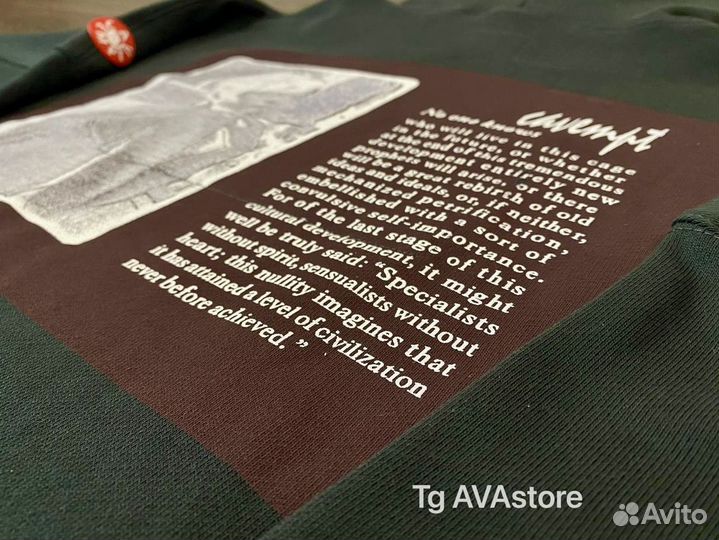 cavempt
No one knows
who will live in this cage
in the future, or whether
at the end of this tremendous
development entirely new
prophets will arise, or there
will be a great rebirth of old
ideas and ideals, or, if neither,
mechanized petrification,
embellished with a sort of
convulsive self-importance.
For of the last stage of this
cultural development, it might
well be truly said: 'Specialists
without spirit, sensualists without
heart; this nullity imagines that
it has attained a level of civilization
never before achieved. ”
Tg AVAstore
Avito